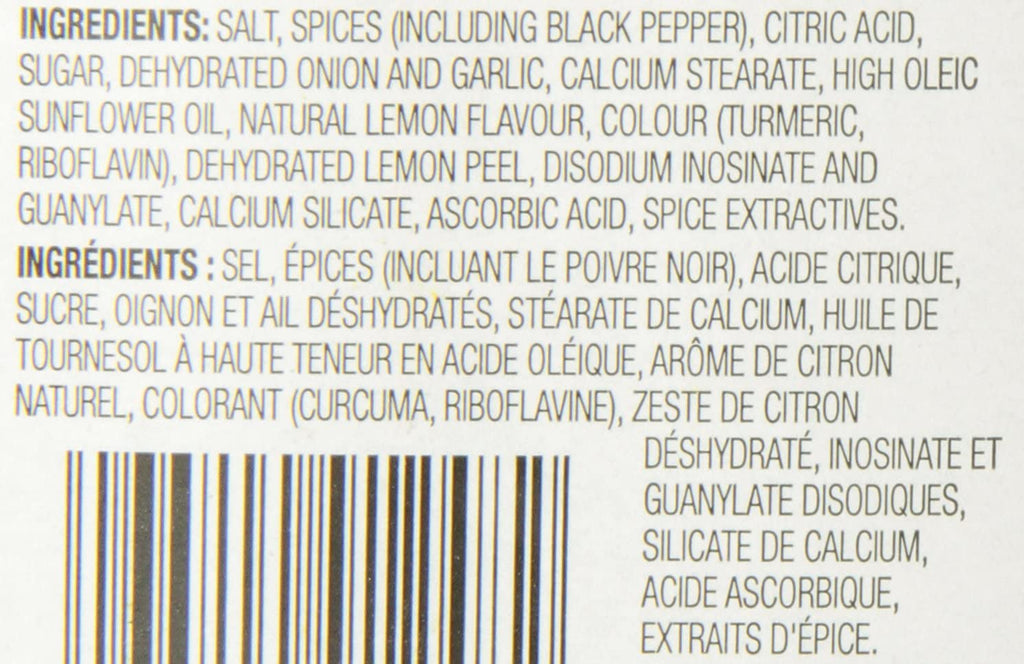 INGREDIENTS: SALT, SPICES (INCLUDING BLACK PEPPER), CITRIC ACID,
SUGAR, DEHYDRATED ONION AND GARLIC, CALCIUM STEARATE, HIGH OLEIC
SUNFLOWER OIL, NATURAL LEMON FLAVOUR, COLOUR (TURMERIC,
RIBOFLAVIN), DEHYDRATED LEMON PEEL, DISODIUM INOSINATE AND
GUANYLATE, CALCIUM SILICATE, ASCORBIC ACID, SPICE EXTRACTIVES.
INGRÉDIENTS : SEL, ÉPICES (INCLUANT LE POIVRE NOIR), ACIDE CITRIQUE,
SUCRE, OIGNON ET AIL DÉSHYDRATÉS, STÉARATE DE CALCIUM, HUILE DE
TOURNESOL À HAUTE TENEUR EN ACIDE OLÉIQUE, ARÔME DE CITRON
NATUREL, COLORANT (CURCUMA, RIBOFLAVINE), ZESTE DE CITRON
DÉSHYDRATÉ, INOSINATE ET
GUANYLATE DISODIQUES,
SILICATE DE CALCIUM,
ACIDE ASCORBIQUE,
EXTRAITS D'ÉPICE.